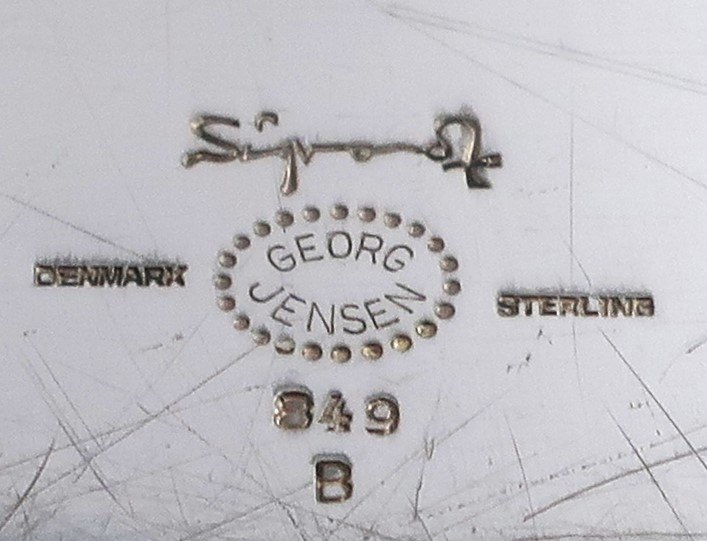 DENMARK
GEORG
JENSEN
STERLING
849
B